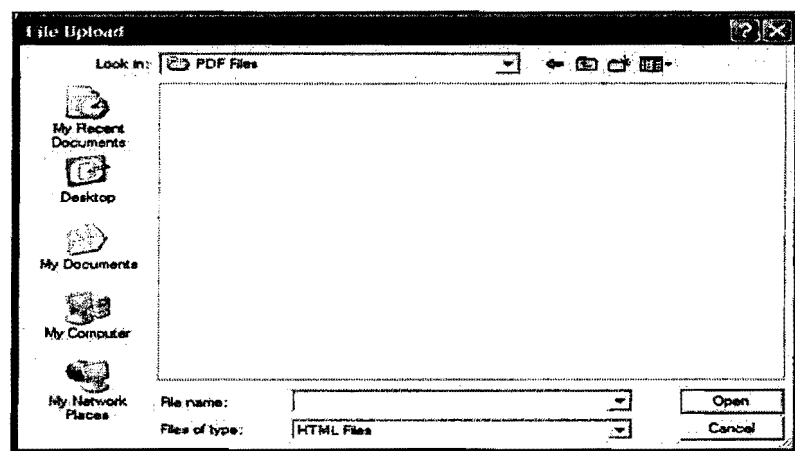 File Upload
Look in: PDF Files
My Recent
Documents
Desktop
My Documents
My Computer
My Network
Places
File name:
Open
Files of type: HTML Files
Cancel